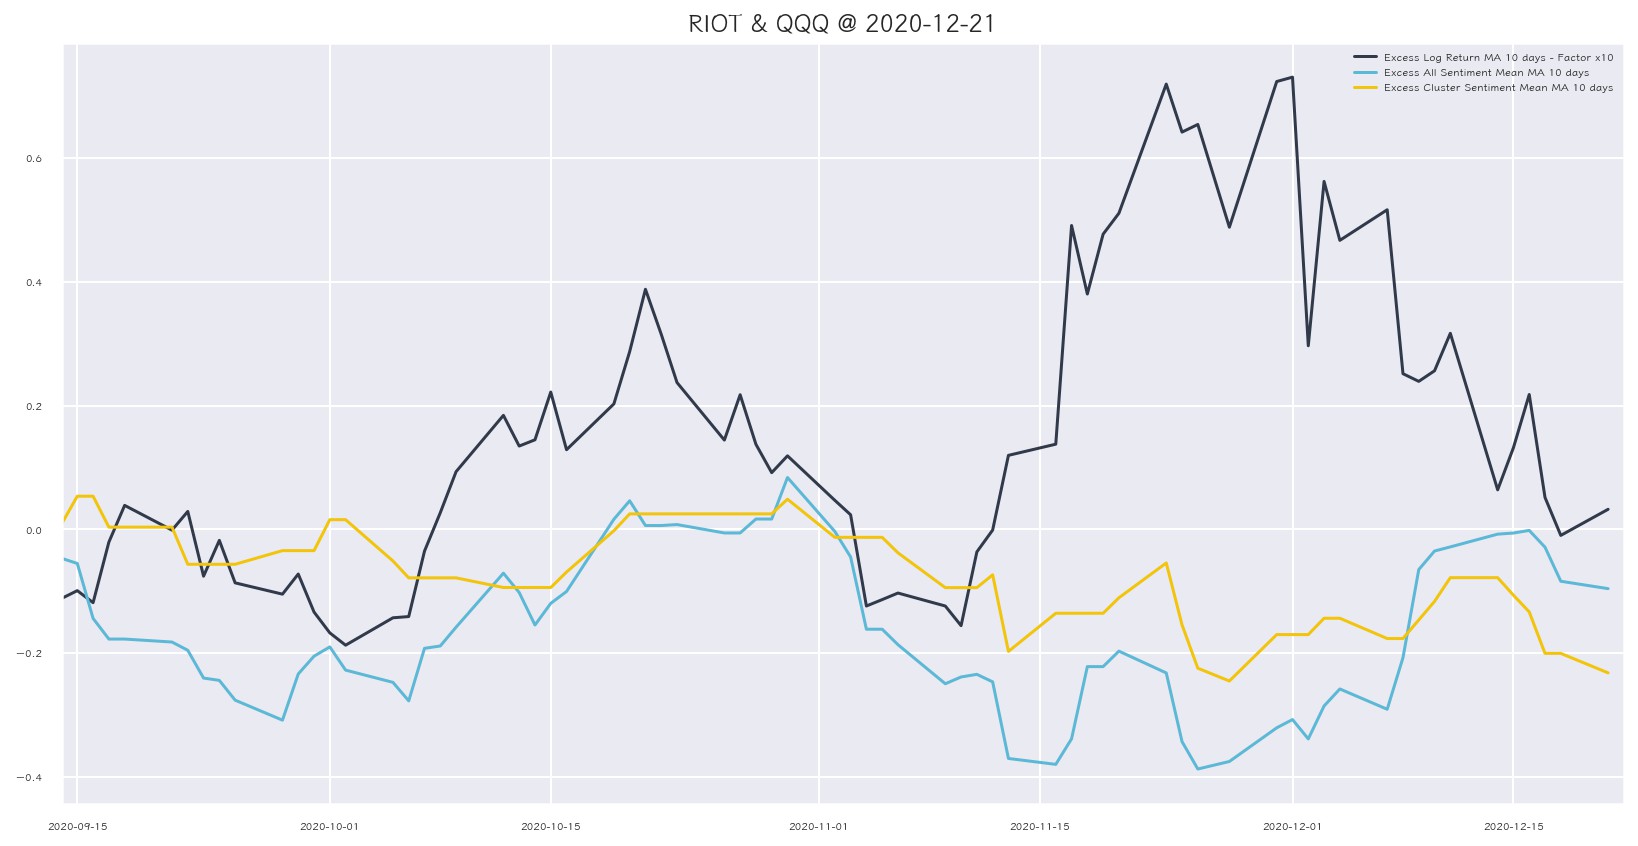 RIOT & QQQ @ 2020-12-21
Excess Log Return MA 10 days - Factor x10
Excess All Sentiment Mean MA 10 days
Excess Cluster Sentiment Mean MA 10 days
0.6
0.4
0.2
0.0
−0.2
−0.4
2020-09-15 2020-10-01 2020-10-15 2020-11-01 2020-11-15 2020-12-01 2020-12-15